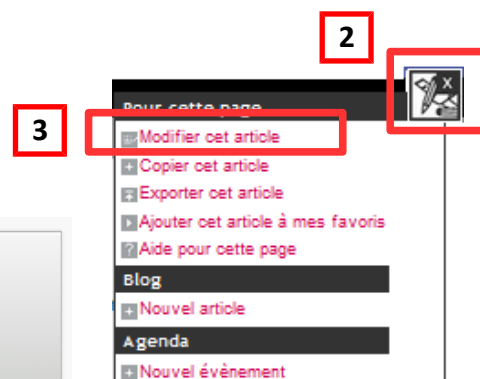 2
x
Pour cette page
3
Modifier cet article
Copier cet article
Exporter cet article
Ajouter cet article à mes favoris
? Aide pour cette page
Blog
Nouvel article
Agenda
Nouvel évènement